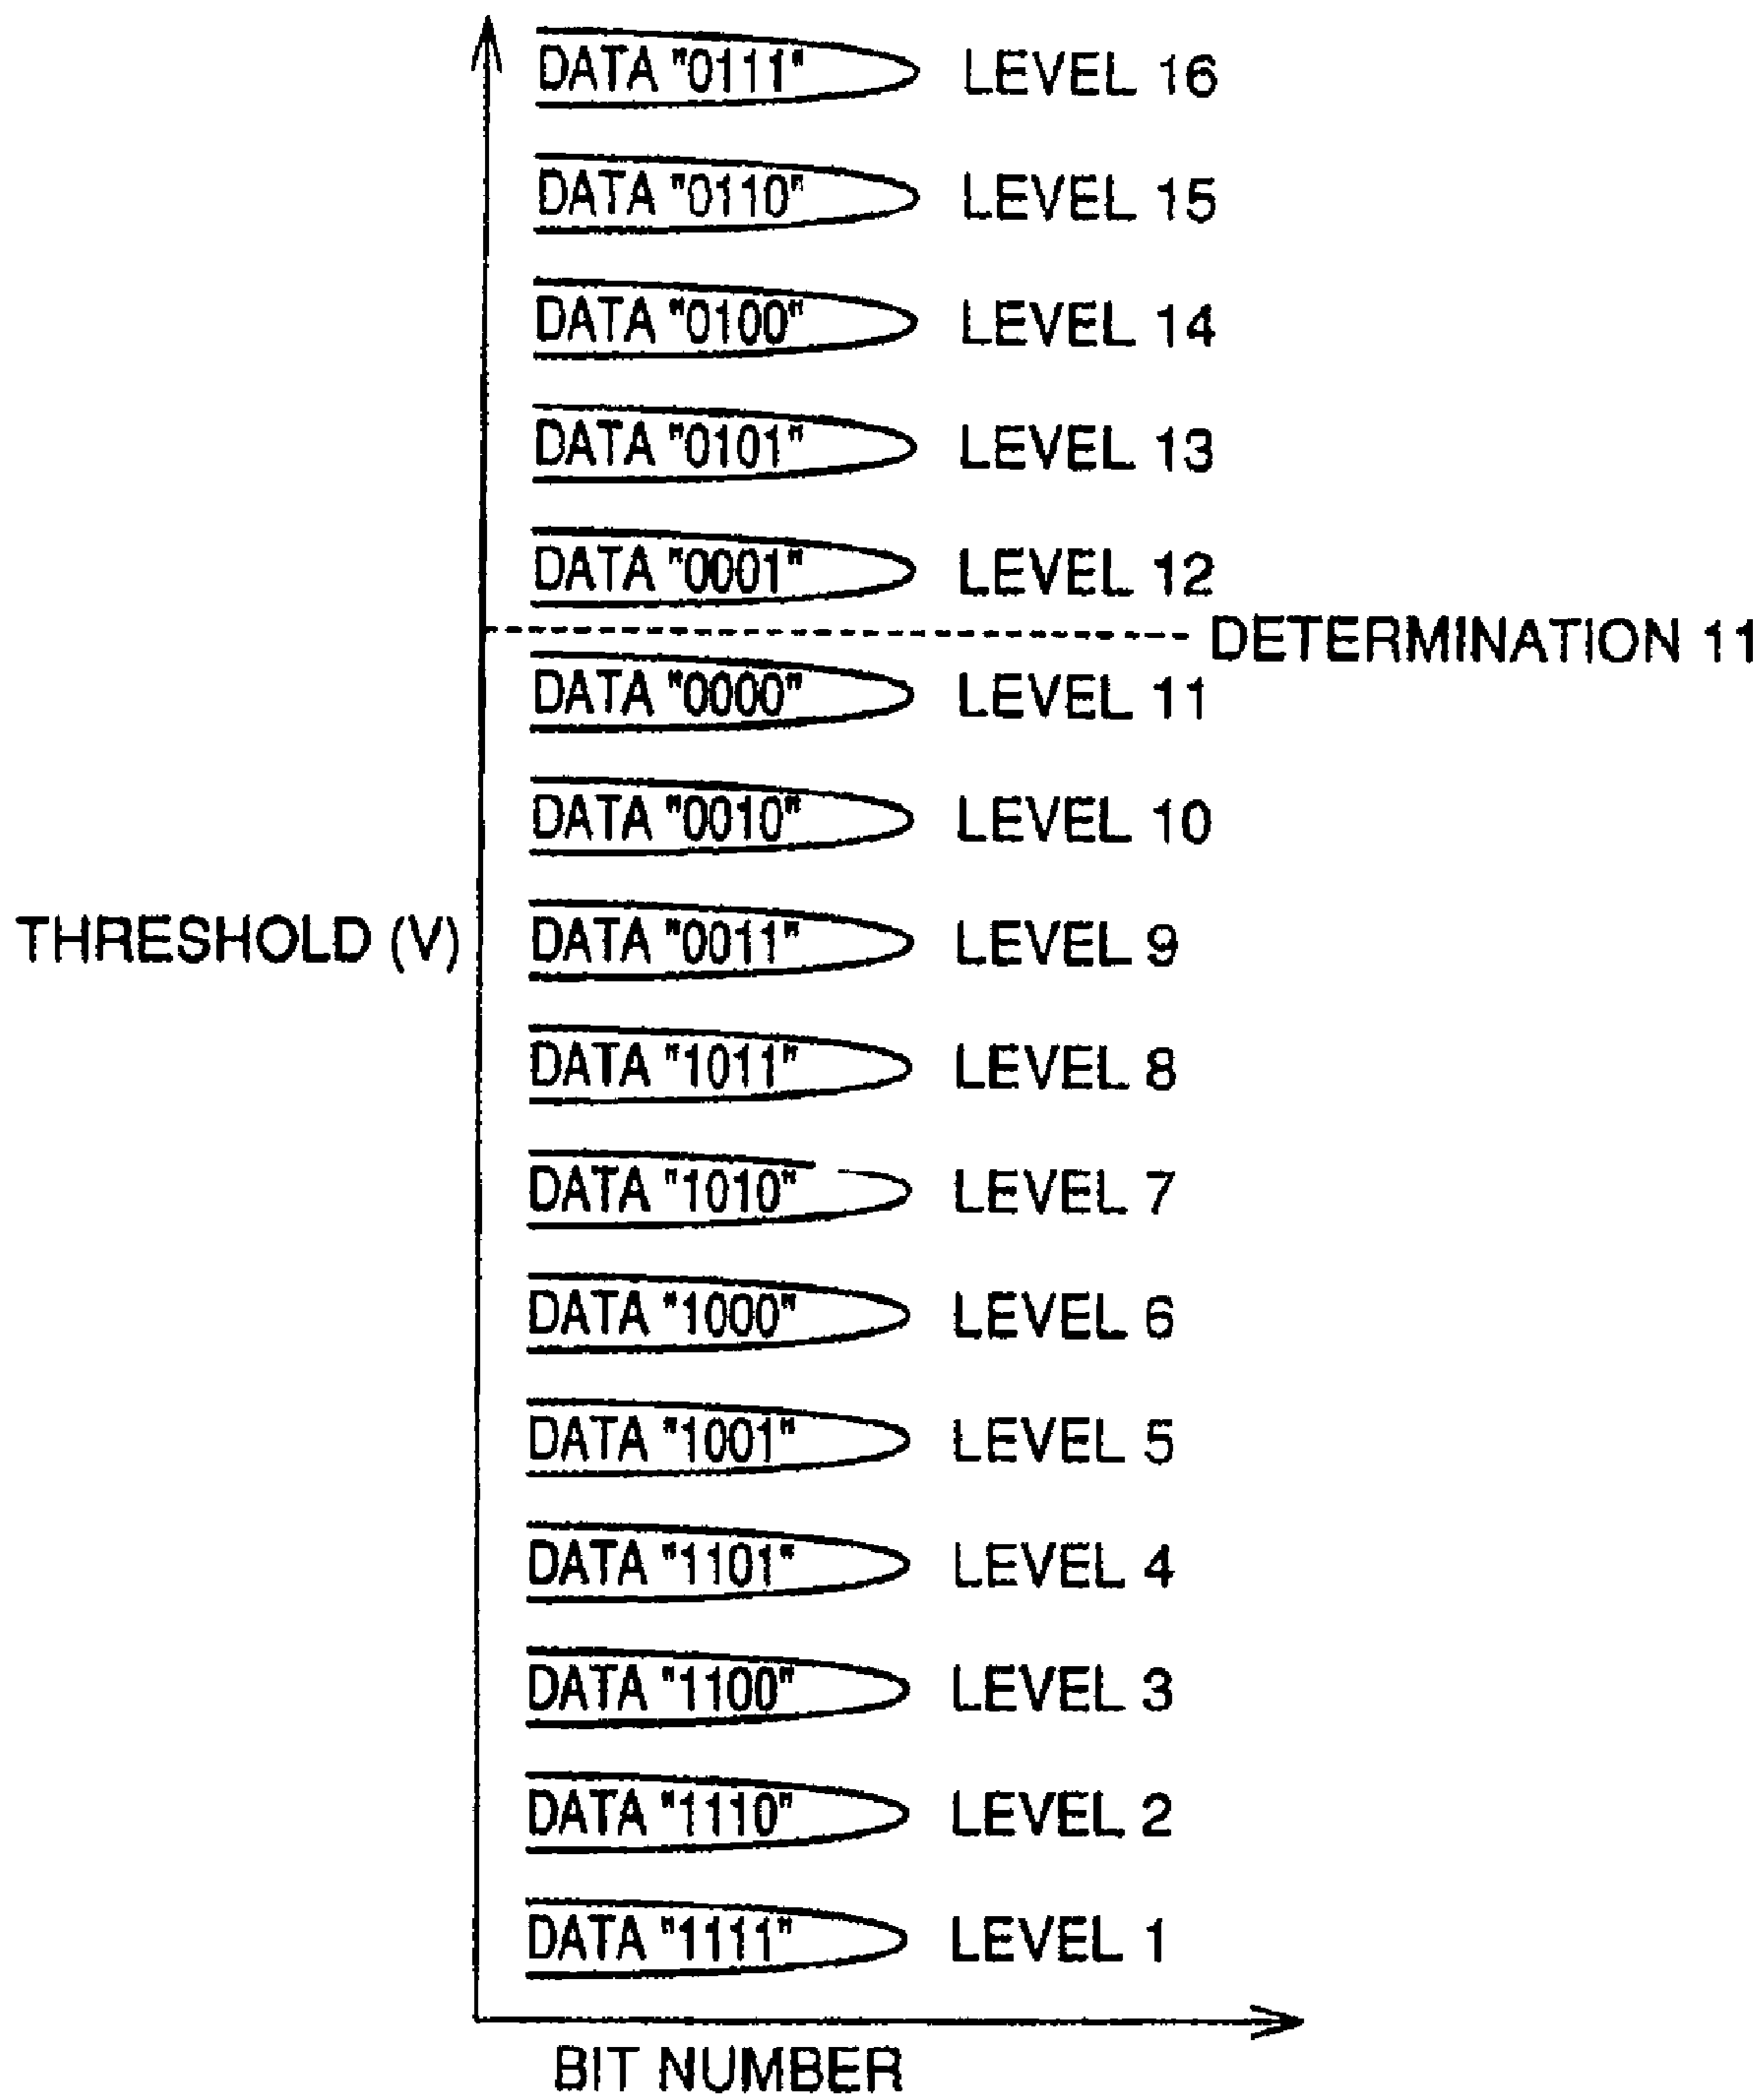 DATA "0111" LEVEL 16
DATA "0110" LEVEL 15
DATA "0100" LEVEL 14
DATA "0101" LEVEL 13
DATA "0001" LEVEL 12
DETERMINATION 11
DATA "0000" LEVEL 11
DATA "0010" LEVEL 10
THRESHOLD (V) DATA "0011" LEVEL 9
DATA "1011" LEVEL 8
DATA "1010" LEVEL 7
DATA "1000" LEVEL 6
DATA "1001" LEVEL 5
DATA "1101" LEVEL 4
DATA "1100" LEVEL 3
DATA "1110" LEVEL 2
DATA "1111" LEVEL 1
BIT NUMBER